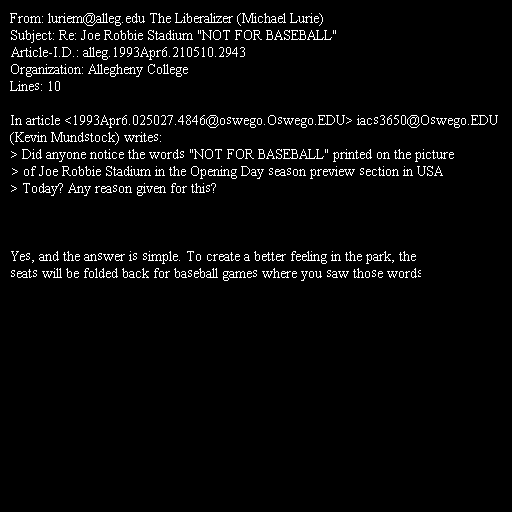 From: luriem@alleg.edu The Liberalizer (Michael Lurie)
Subject: Re: Joe Robbie Stadium "NOT FOR BASEBALL"
Article-I.D.: alleg.1993Apr6.210510.2943
Organization: Allegheny College
Lines: 10
In article <1993Apr6.025027.4846@oswego.Oswego.EDU> iacs3650@Oswego.EDU
(Kevin Mundstock) writes:
> Did anyone notice the words "NOT FOR BASEBALL" printed on the picture
> of Joe Robbie Stadium in the Opening Day season preview section in USA
> Today? Any reason given for this?
Yes, and the answer is simple. To create a better feeling in the park, the
seats will be folded back for baseball games where you saw those words